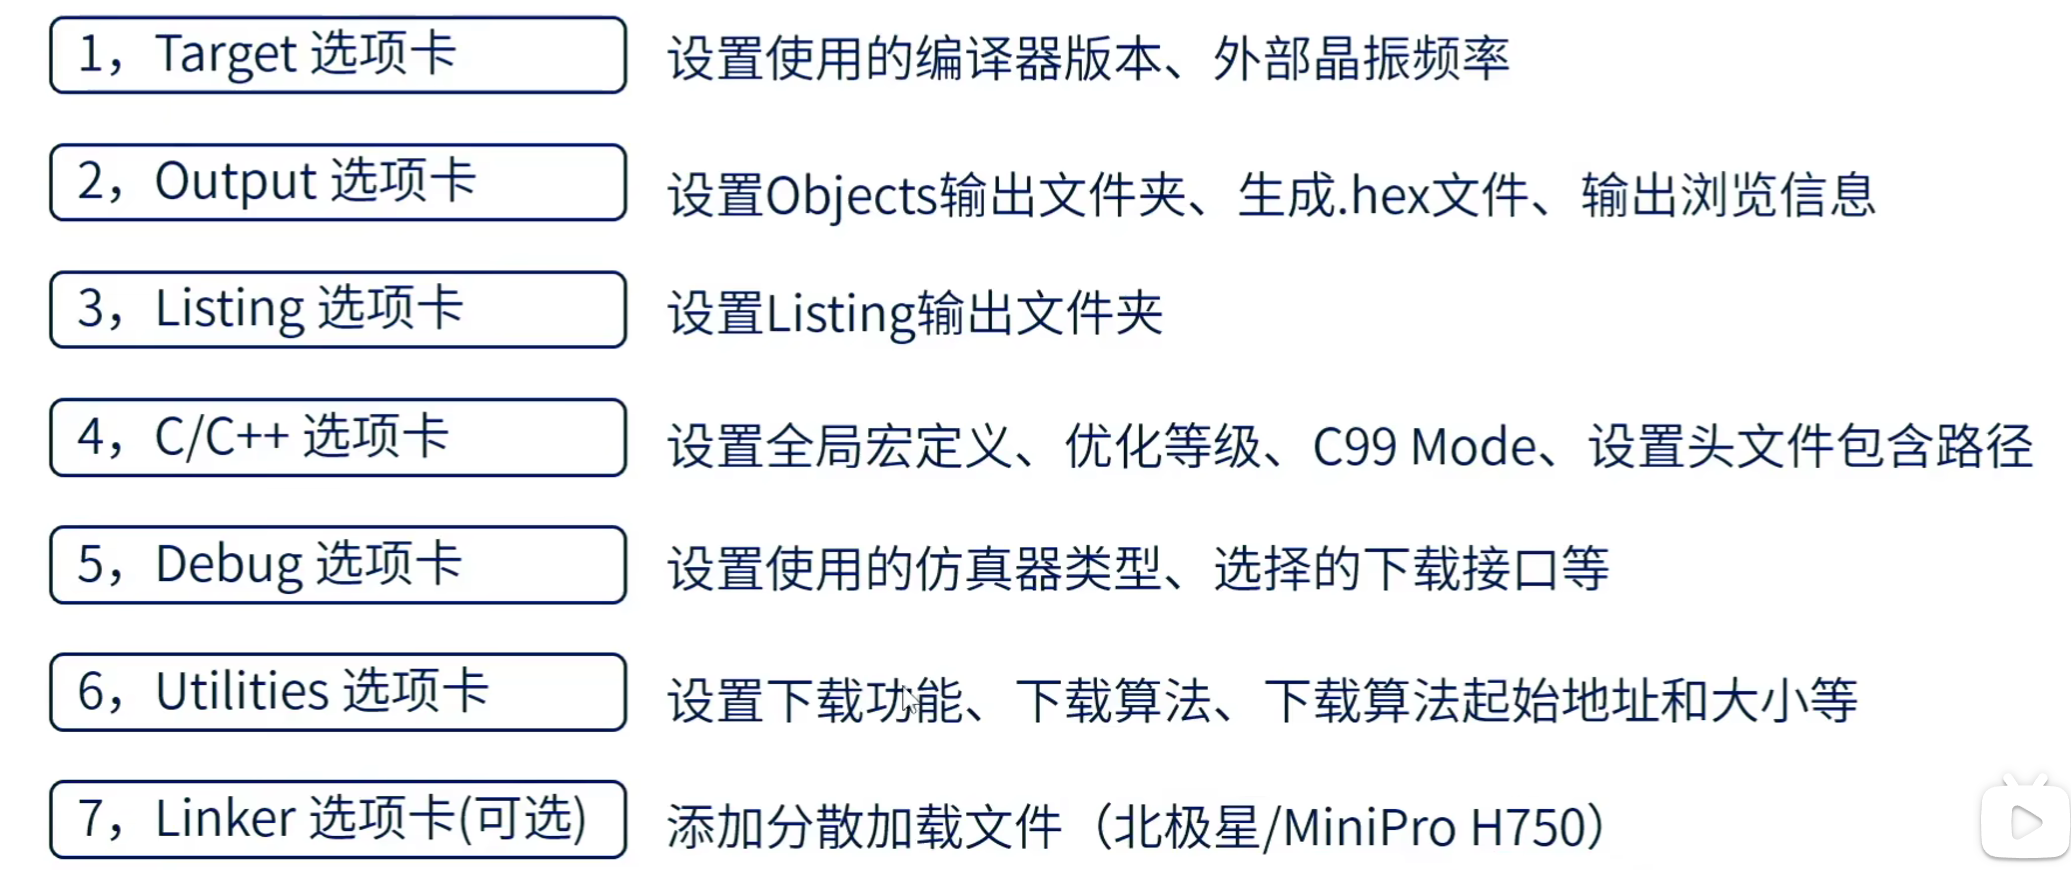 1，Target 选项卡
设置使用的编译器版本、外部晶振频率
2，Output 选项卡
设置Objects输出文件夹、生成.hex文件、输出浏览信息
3，Listing 选项卡
设置Listing输出文件夹
4，C/C++ 选项卡
设置全局宏定义、优化等级、C99 Mode、设置头文件包含路径
5，Debug 选项卡
设置使用的仿真器类型、选择的下载接口等
6，Utilities 选项卡
设置下载功能、下载算法、下载算法起始地址和大小等
7，Linker 选项卡(可选)
添加分散加载文件（北极星/MiniPro H750）